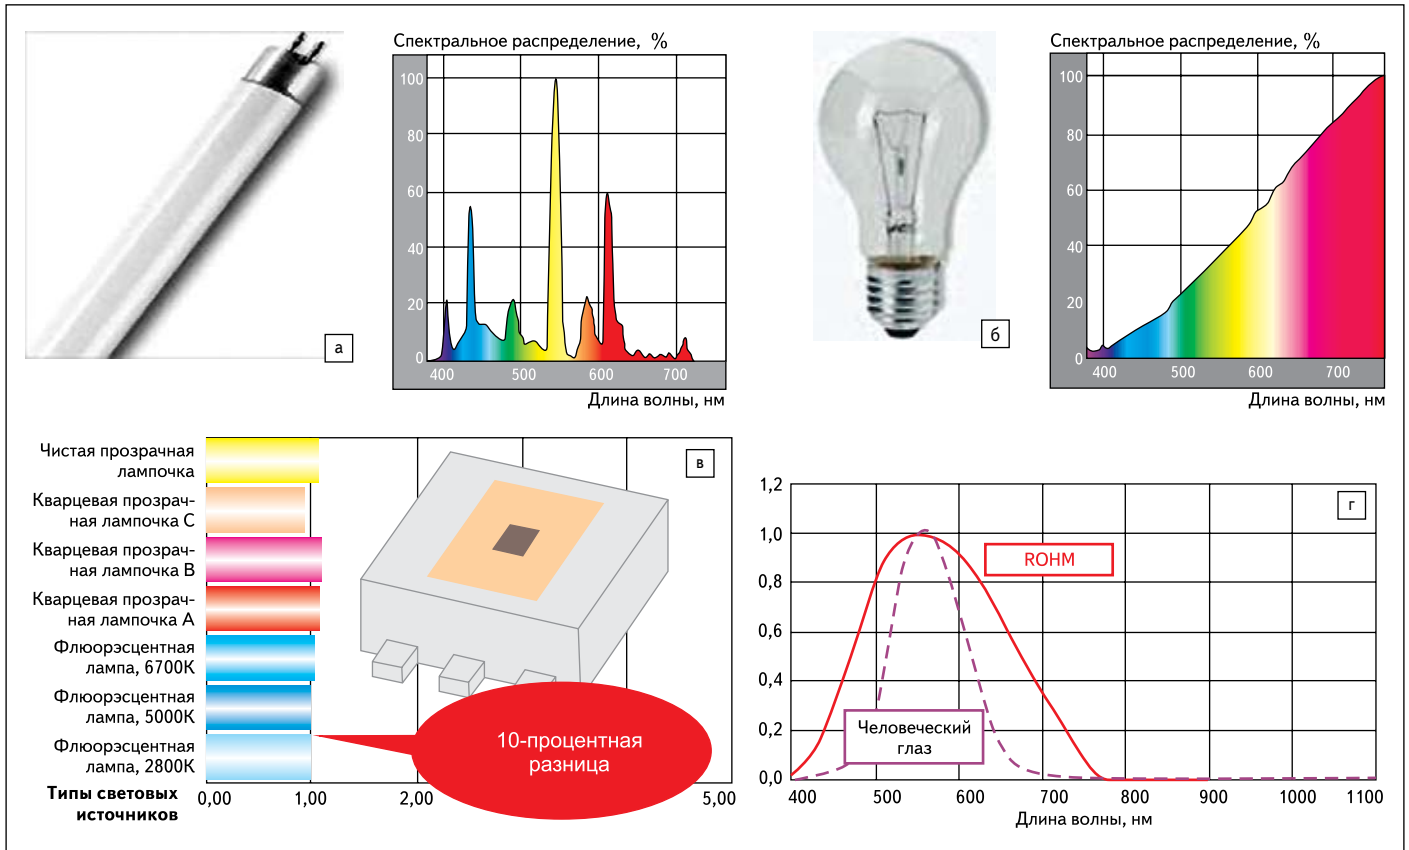 Спектральное распределение, %
100
80
60
40
20
0
400 500 600 700
Длина волны, нм
а
Спектральное распределение, %
100
80
60
40
20
0
400 500 600 700
Длина волны, нм
б
Чистая прозрачная
лампочка
Кварцевая прозрач-
ная лампочка С
Кварцевая прозрач-
ная лампочка В
Кварцевая прозрач-
ная лампочка А
Флюорэсцентная
лампа, 6700К
Флюорэсцентная
лампа, 5000К
Флюорэсцентная
лампа, 2800К
Типы световых
источников
0,00 1,00 2,00 5,00
в
10-процентная
разница
1,2
1,0
0,8
0,6
0,4
0,2
0,0
г
ROHM
Человеческий
глаз
400 500 600 700 800 900 1000 1100
Длина волны, нм